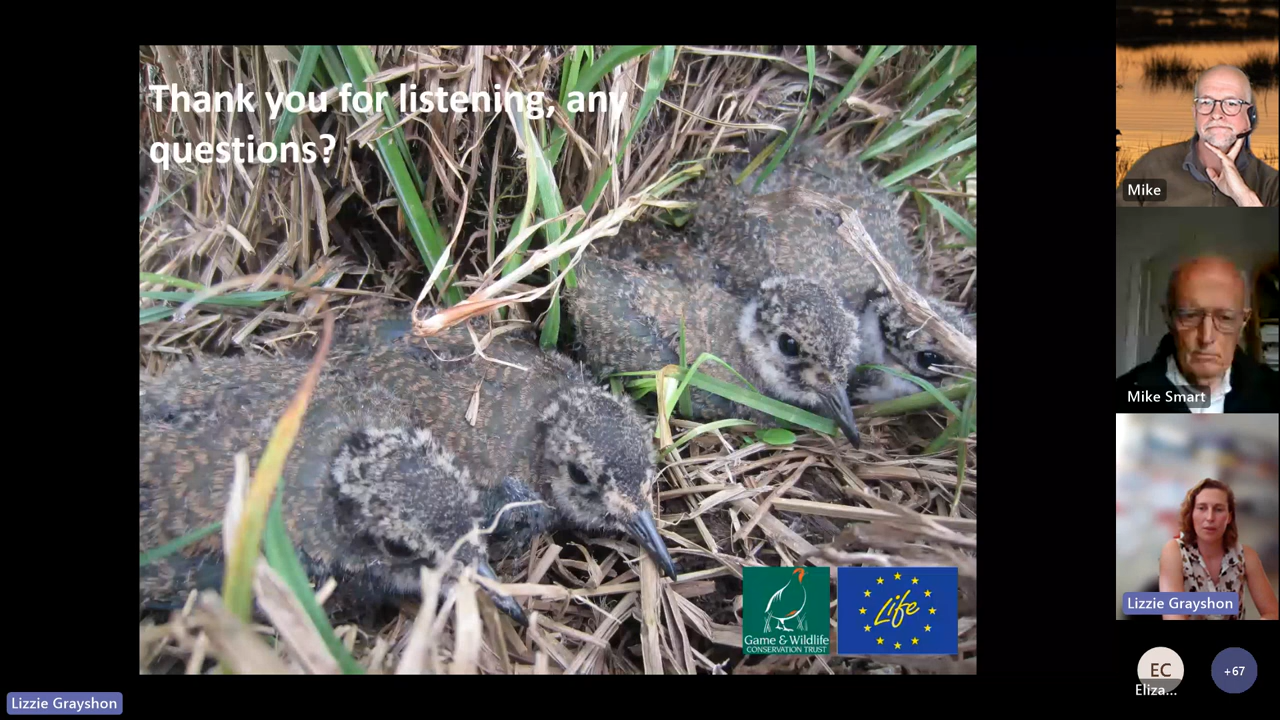 Thank you for listening, any
questions?
Game & Wildlife
CONSERVATION TRUST
Life
Mike
Mike Smart
Lizzie Grayshon
EC
Eliza...
+67
Lizzie Grayshon